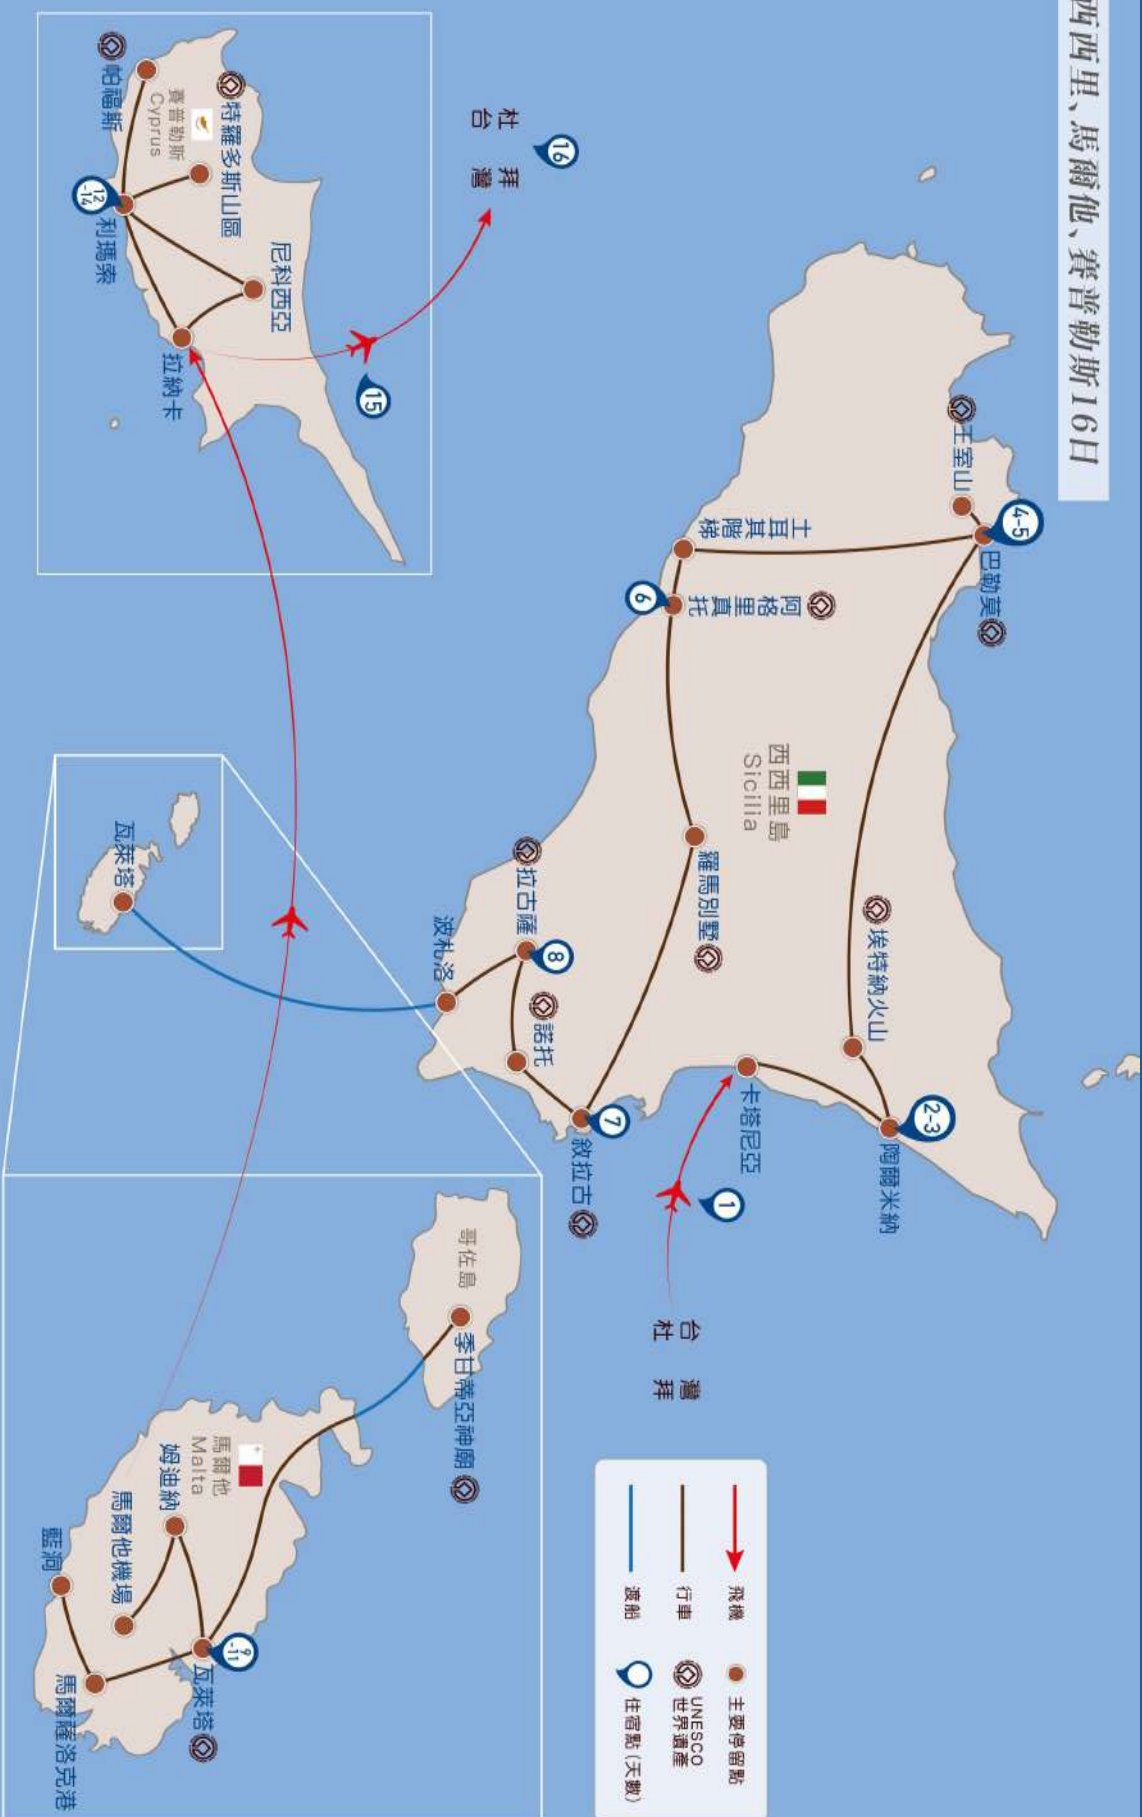 西西里、馬爾他、賽普勒斯16日
帕福斯
特羅多斯山區
賽普勒斯
Cyprus
12
-14
利瑪索
尼科西亞
拉納卡
15
16
杜拜
台灣
王室山
4-5
巴勒莫
土耳其階梯
6
阿格里真托
西西里島
Sicilia
羅馬別墅
埃特納火山
2-3
陶爾米納
卡塔尼亞
1
台灣
杜拜
7
敘拉古
諾托
8
拉古薩
波札洛
瓦萊塔
哥佐島
季甘蒂亞神廟
馬爾他
Malta
姆迪納
馬爾他機場
藍洞
9
-11
瓦萊塔
馬爾薩洛克港
飛機
行車
渡船
主要停留點
UNESCO
世界遺產
住宿點(天數)